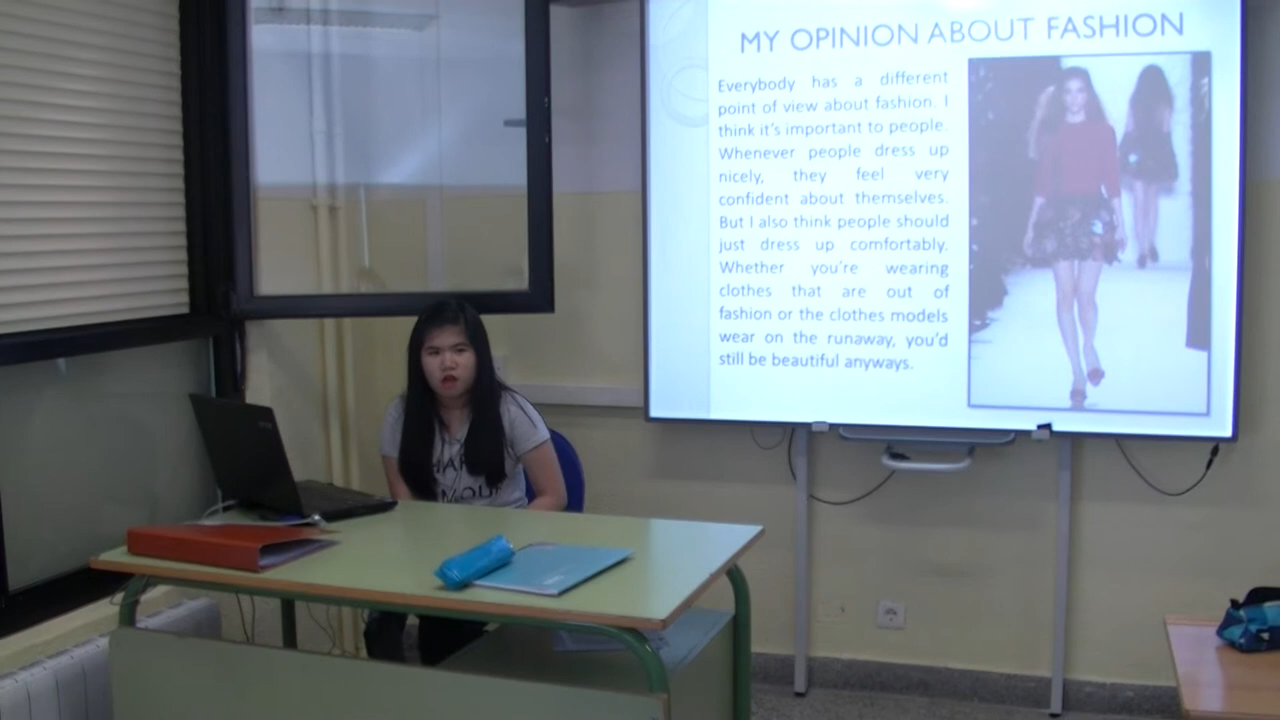 MY OPINION ABOUT FASHION
Everybody has a different
point of view about fashion. I
think it's important to people.
Whenever people dress up
nicely, they feel very
confident about themselves.
But I also think people should
just dress up comfortably.
Whether you're wearing
clothes that are out of
fashion or the clothes models
wear on the runaway, you'd
still be beautiful anyways.